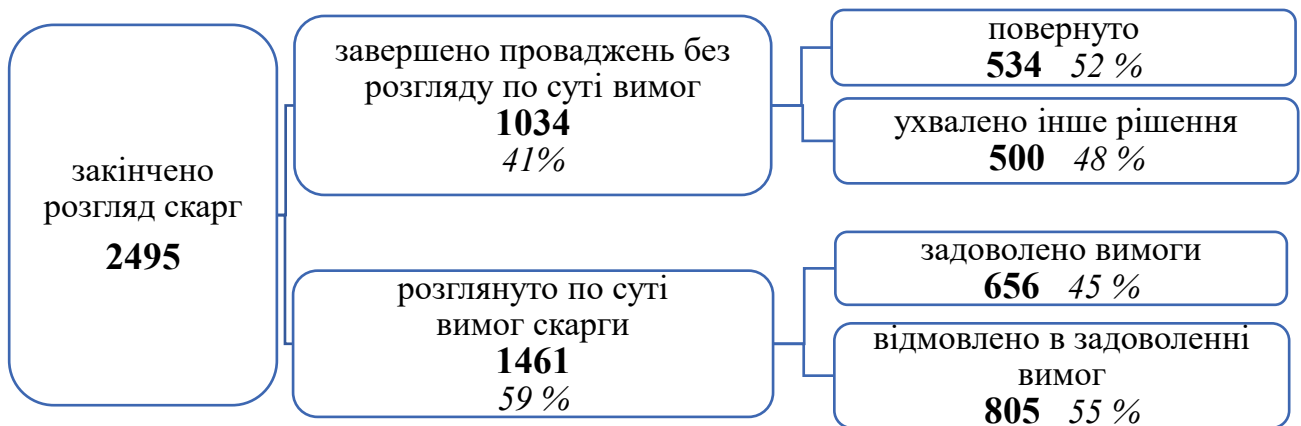 закінчено
розгляд скарг
2495
завершено проваджень без
розгляду по суті вимог
1034
41%
повернуто
534 52 %
ухвалено інше рішення
500 48 %
розглянуто по суті
вимог скарги
1461
59 %
задоволено вимоги
656 45 %
відмовлено в задоволенні
вимог
805 55 %